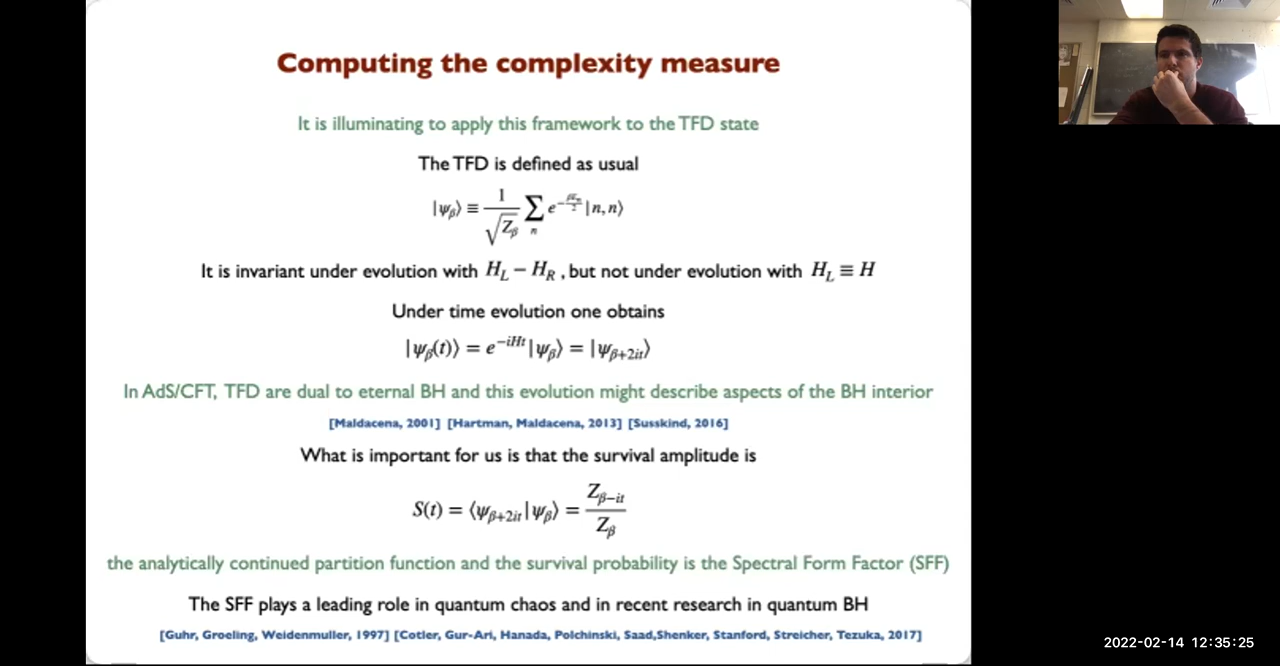 Computing the complexity measure
It is illuminating to apply this framework to the TFD state
The TFD is defined as usual
|ψ_β⟩ ≡ 1/√Z_β ∑_n e^{-βE_n/2} |n, n⟩
It is invariant under evolution with H_L − H_R , but not under evolution with H_L ≡ H
Under time evolution one obtains
|ψ_β(t)⟩ = e^{-iHt} |ψ_β⟩ = |ψ_{β+2it}⟩
In AdS/CFT, TFD are dual to eternal BH and this evolution might describe aspects of the BH interior
[Maldacena, 2001] [Hartman, Maldacena, 2013] [Susskind, 2016]
What is important for us is that the survival amplitude is
S(t) = ⟨ψ_{β+2it} | ψ_β⟩ = Z_{β−it} / Z_β
the analytically continued partition function and the survival probability is the Spectral Form Factor (SFF)
The SFF plays a leading role in quantum chaos and in recent research in quantum BH
[Guhr, Groeling, Weidenmuller, 1997] [Cotler, Gur-Ari, Hanada, Polchinski, Saad,Shenker, Stanford, Streicher, Tezuka, 2017]
2022-02-14 12:35:25